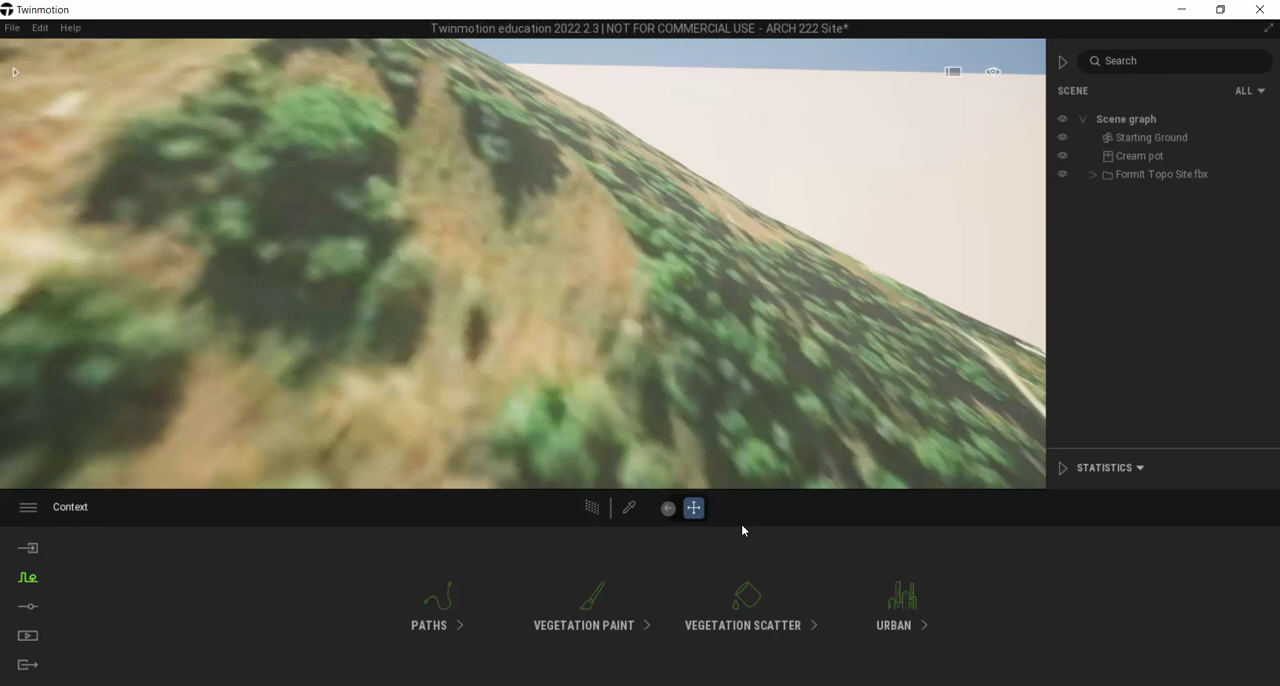 Twinmotion
File Edit Help
Twinmotion education 2022.2.3 | NOT FOR COMMERCIAL USE - ARCH 222 Site*
Search
SCENE
ALL
Scene graph
Starting Ground
Cream pot
FormIt Topo Site.fbx
STATISTICS
Context
PATHS
VEGETATION PAINT
VEGETATION SCATTER
URBAN